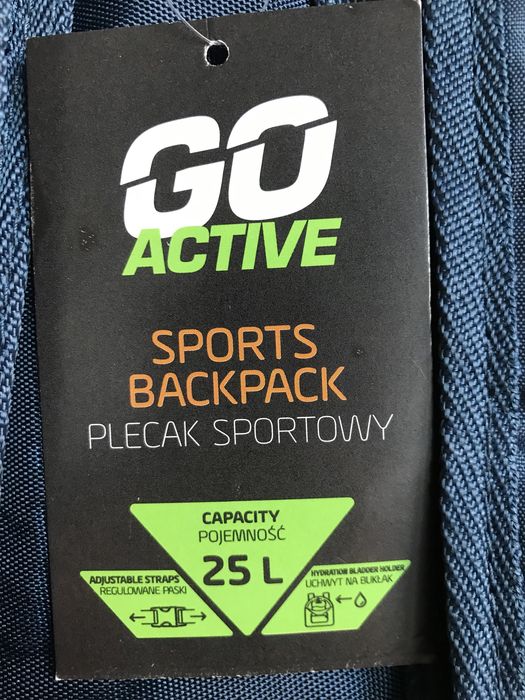 GO
ACTIVE
SPORTS
BACKPACK
PLECAK SPORTOWY
CAPACITY
POJEMNOŚĆ
25 L
ADJUSTABLE STRAPS
REGULOWANE PASKI
HYDRATION BLADDER HOLDER
UCHWYT NA BUKŁAK